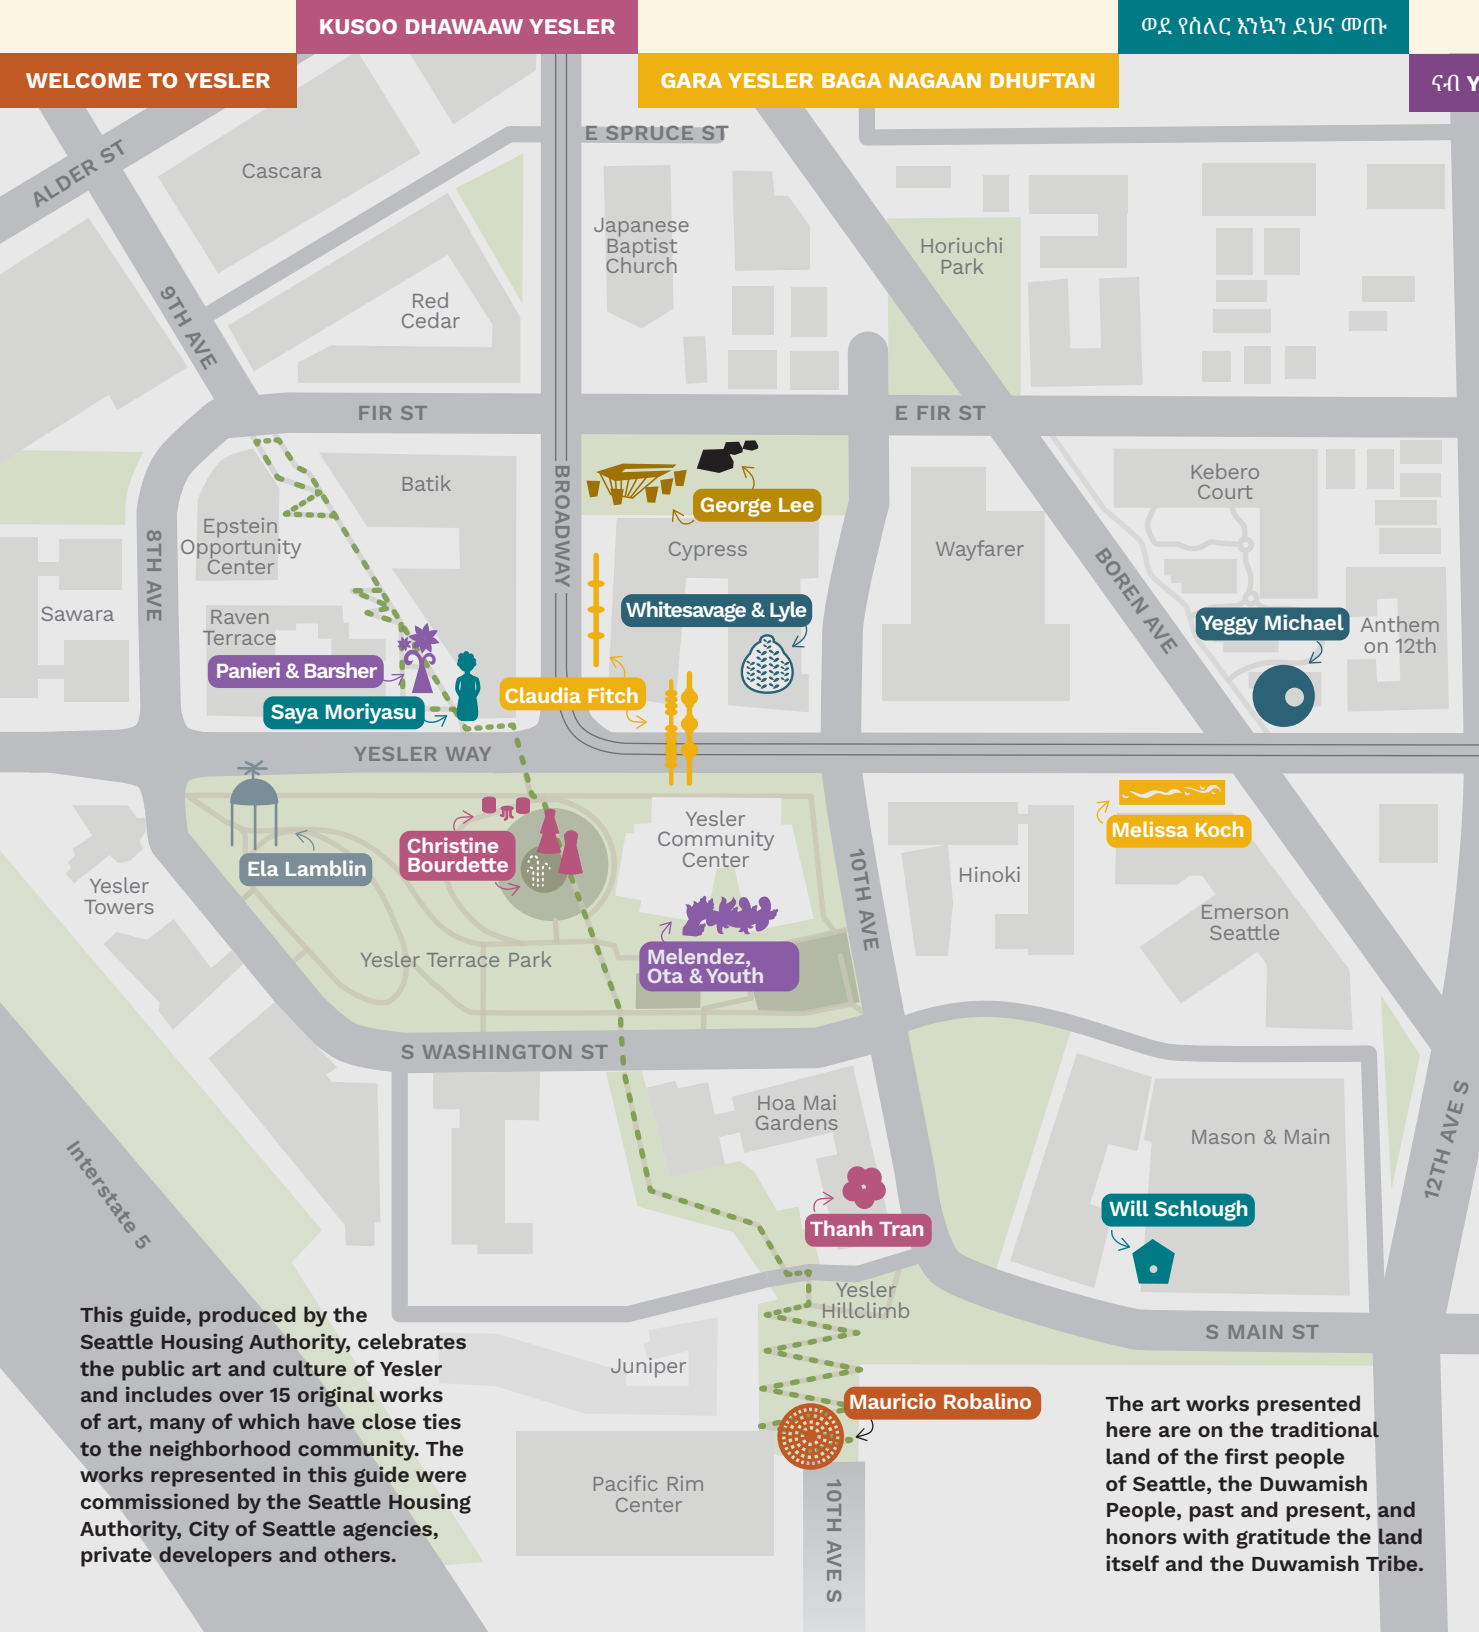 KUSOO DHAWAAW YESLER
ወደ የስለር እንኳን ደህና መጡ
WELCOME TO YESLER
GARA YESLER BAGA NAGAAN DHUFTAN
ናብ Y
E SPRUCE ST
ALDER ST
Cascara
Japanese
Baptist
Church
Horiuchi
Park
9TH AVE
Red
Cedar
FIR ST
E FIR ST
BROADWAY
Batik
George Lee
Kebero
Court
8TH AVE
Epstein
Opportunity
Center
Cypress
Wayfarer
BOREN AVE
Sawara
Raven
Terrace
Whitesavage & Lyle
Yeggy Michael
Anthem
on 12th
Panieri & Barsher
Claudia Fitch
Saya Moriyasu
YESLER WAY
Yesler
Community
Center
Melissa Koch
Christine
Bourdette
Ela Lamblin
10TH AVE
Hinoki
Yesler
Towers
Emerson
Seattle
Yesler Terrace Park
Melendez,
Ota & Youth
S WASHINGTON ST
Hoa Mai
Gardens
Mason & Main
12TH AVE S
Interstate 5
Thanh Tran
Will Schlough
Yesler
Hillclimb
S MAIN ST
Juniper
Mauricio Robalino
Pacific Rim
Center
10TH AVE S
This guide, produced by the
Seattle Housing Authority, celebrates
the public art and culture of Yesler
and includes over 15 original works
of art, many of which have close ties
to the neighborhood community. The
works represented in this guide were
commissioned by the Seattle Housing
Authority, City of Seattle agencies,
private developers and others.
The art works presented
here are on the traditional
land of the first people
of Seattle, the Duwamish
People, past and present, and
honors with gratitude the land
itself and the Duwamish Tribe.